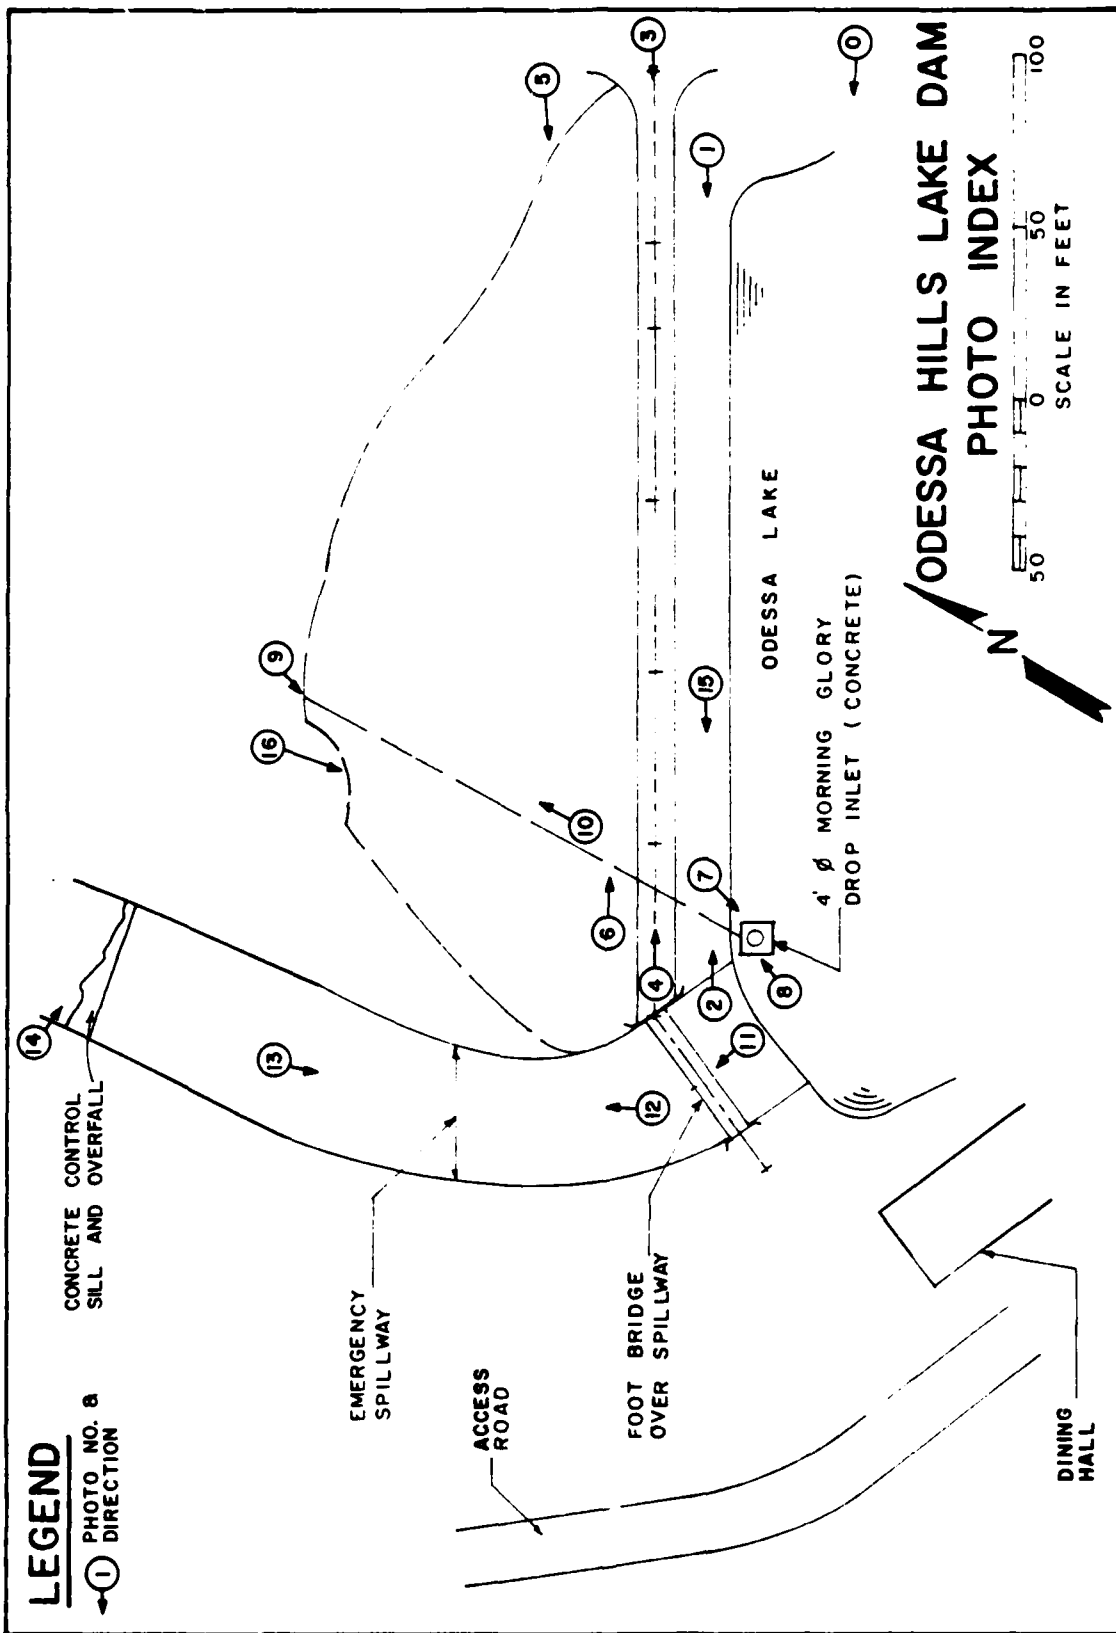 LEGEND
1 PHOTO NO. &
DIRECTION
CONCRETE CONTROL
SILL AND OVERFALL
EMERGENCY
SPILLWAY
ACCESS
ROAD
FOOT BRIDGE
OVER SPILLWAY
DINING
HALL
14
13
12
11
16
9
10
6
4
2
7
8
15
5
3
1
0
4' Ø MORNING GLORY
DROP INLET (CONCRETE)
ODESSA LAKE
N
ODESSA HILLS LAKE DAM
PHOTO INDEX
50 0 50 100
SCALE IN FEET